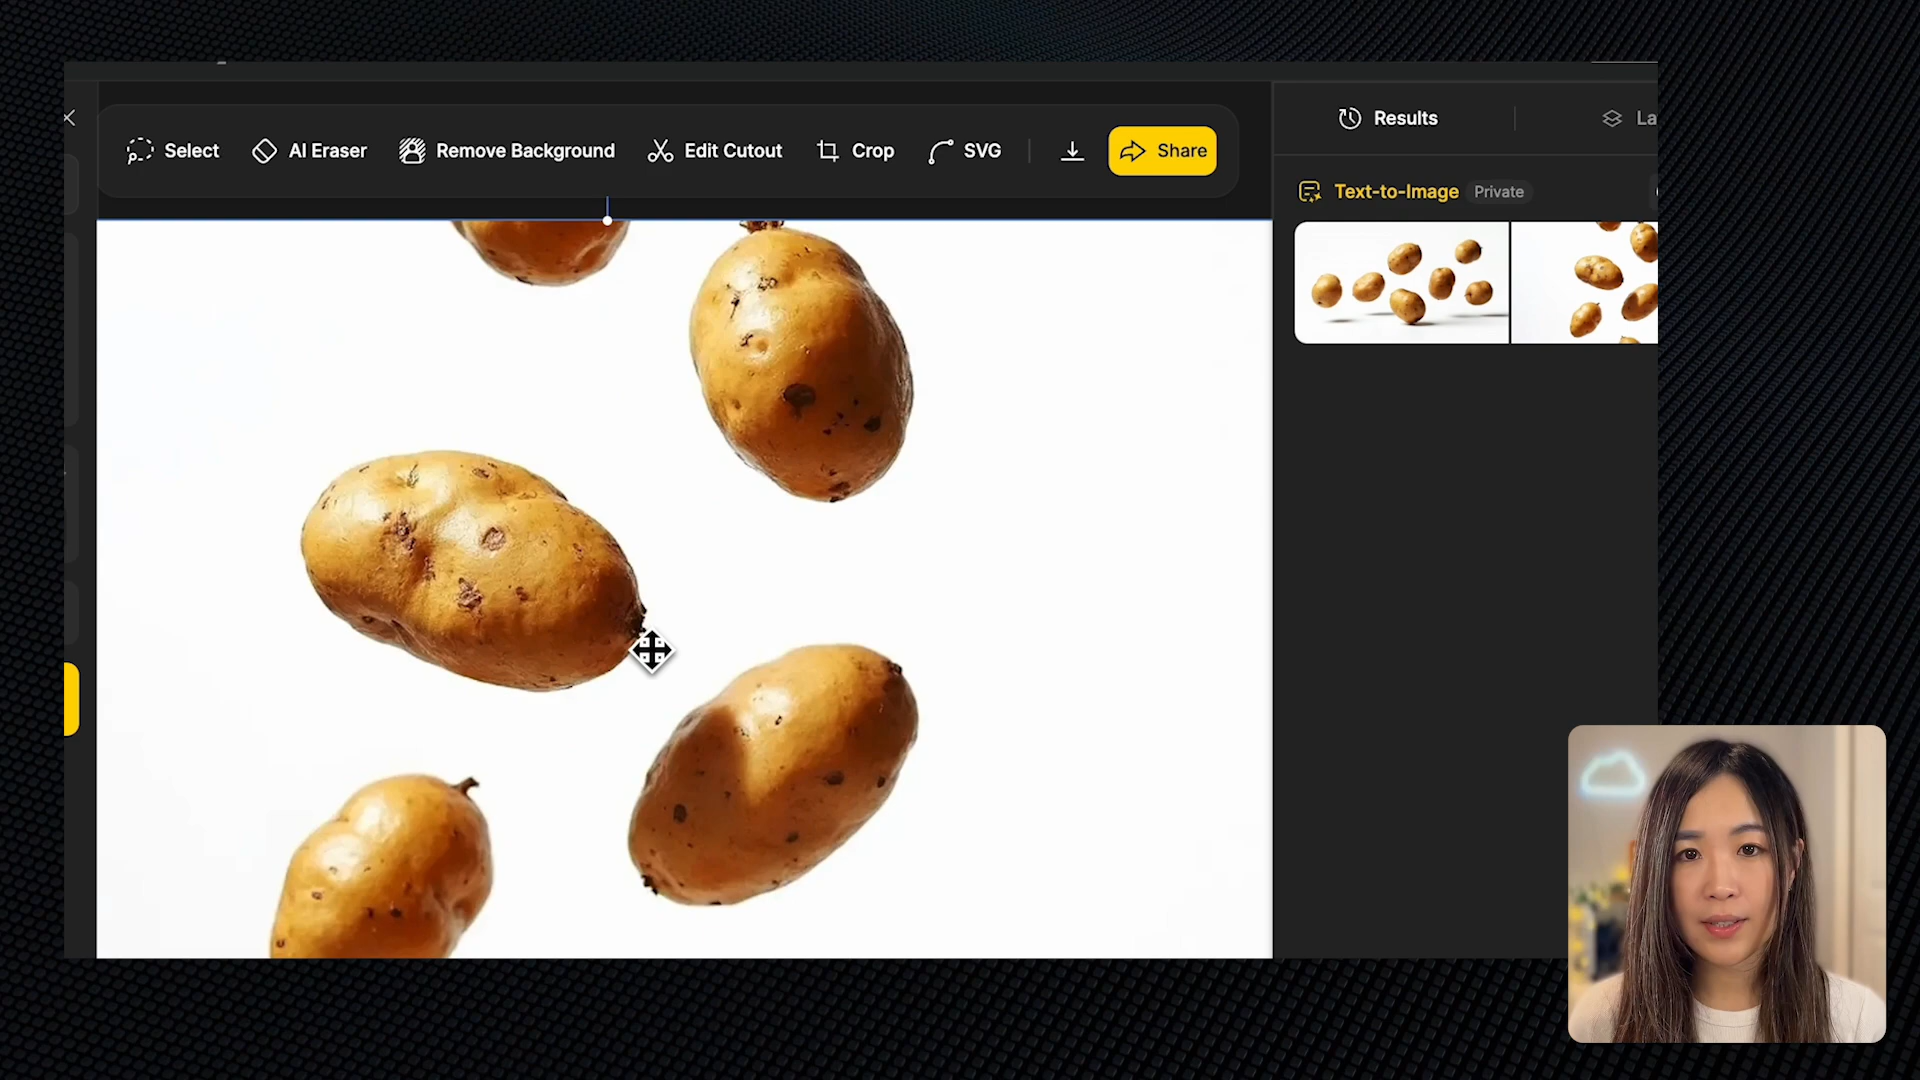 Select AI Eraser Remove Background Edit Cutout Crop SVG Share
Results
Text-to-Image Private